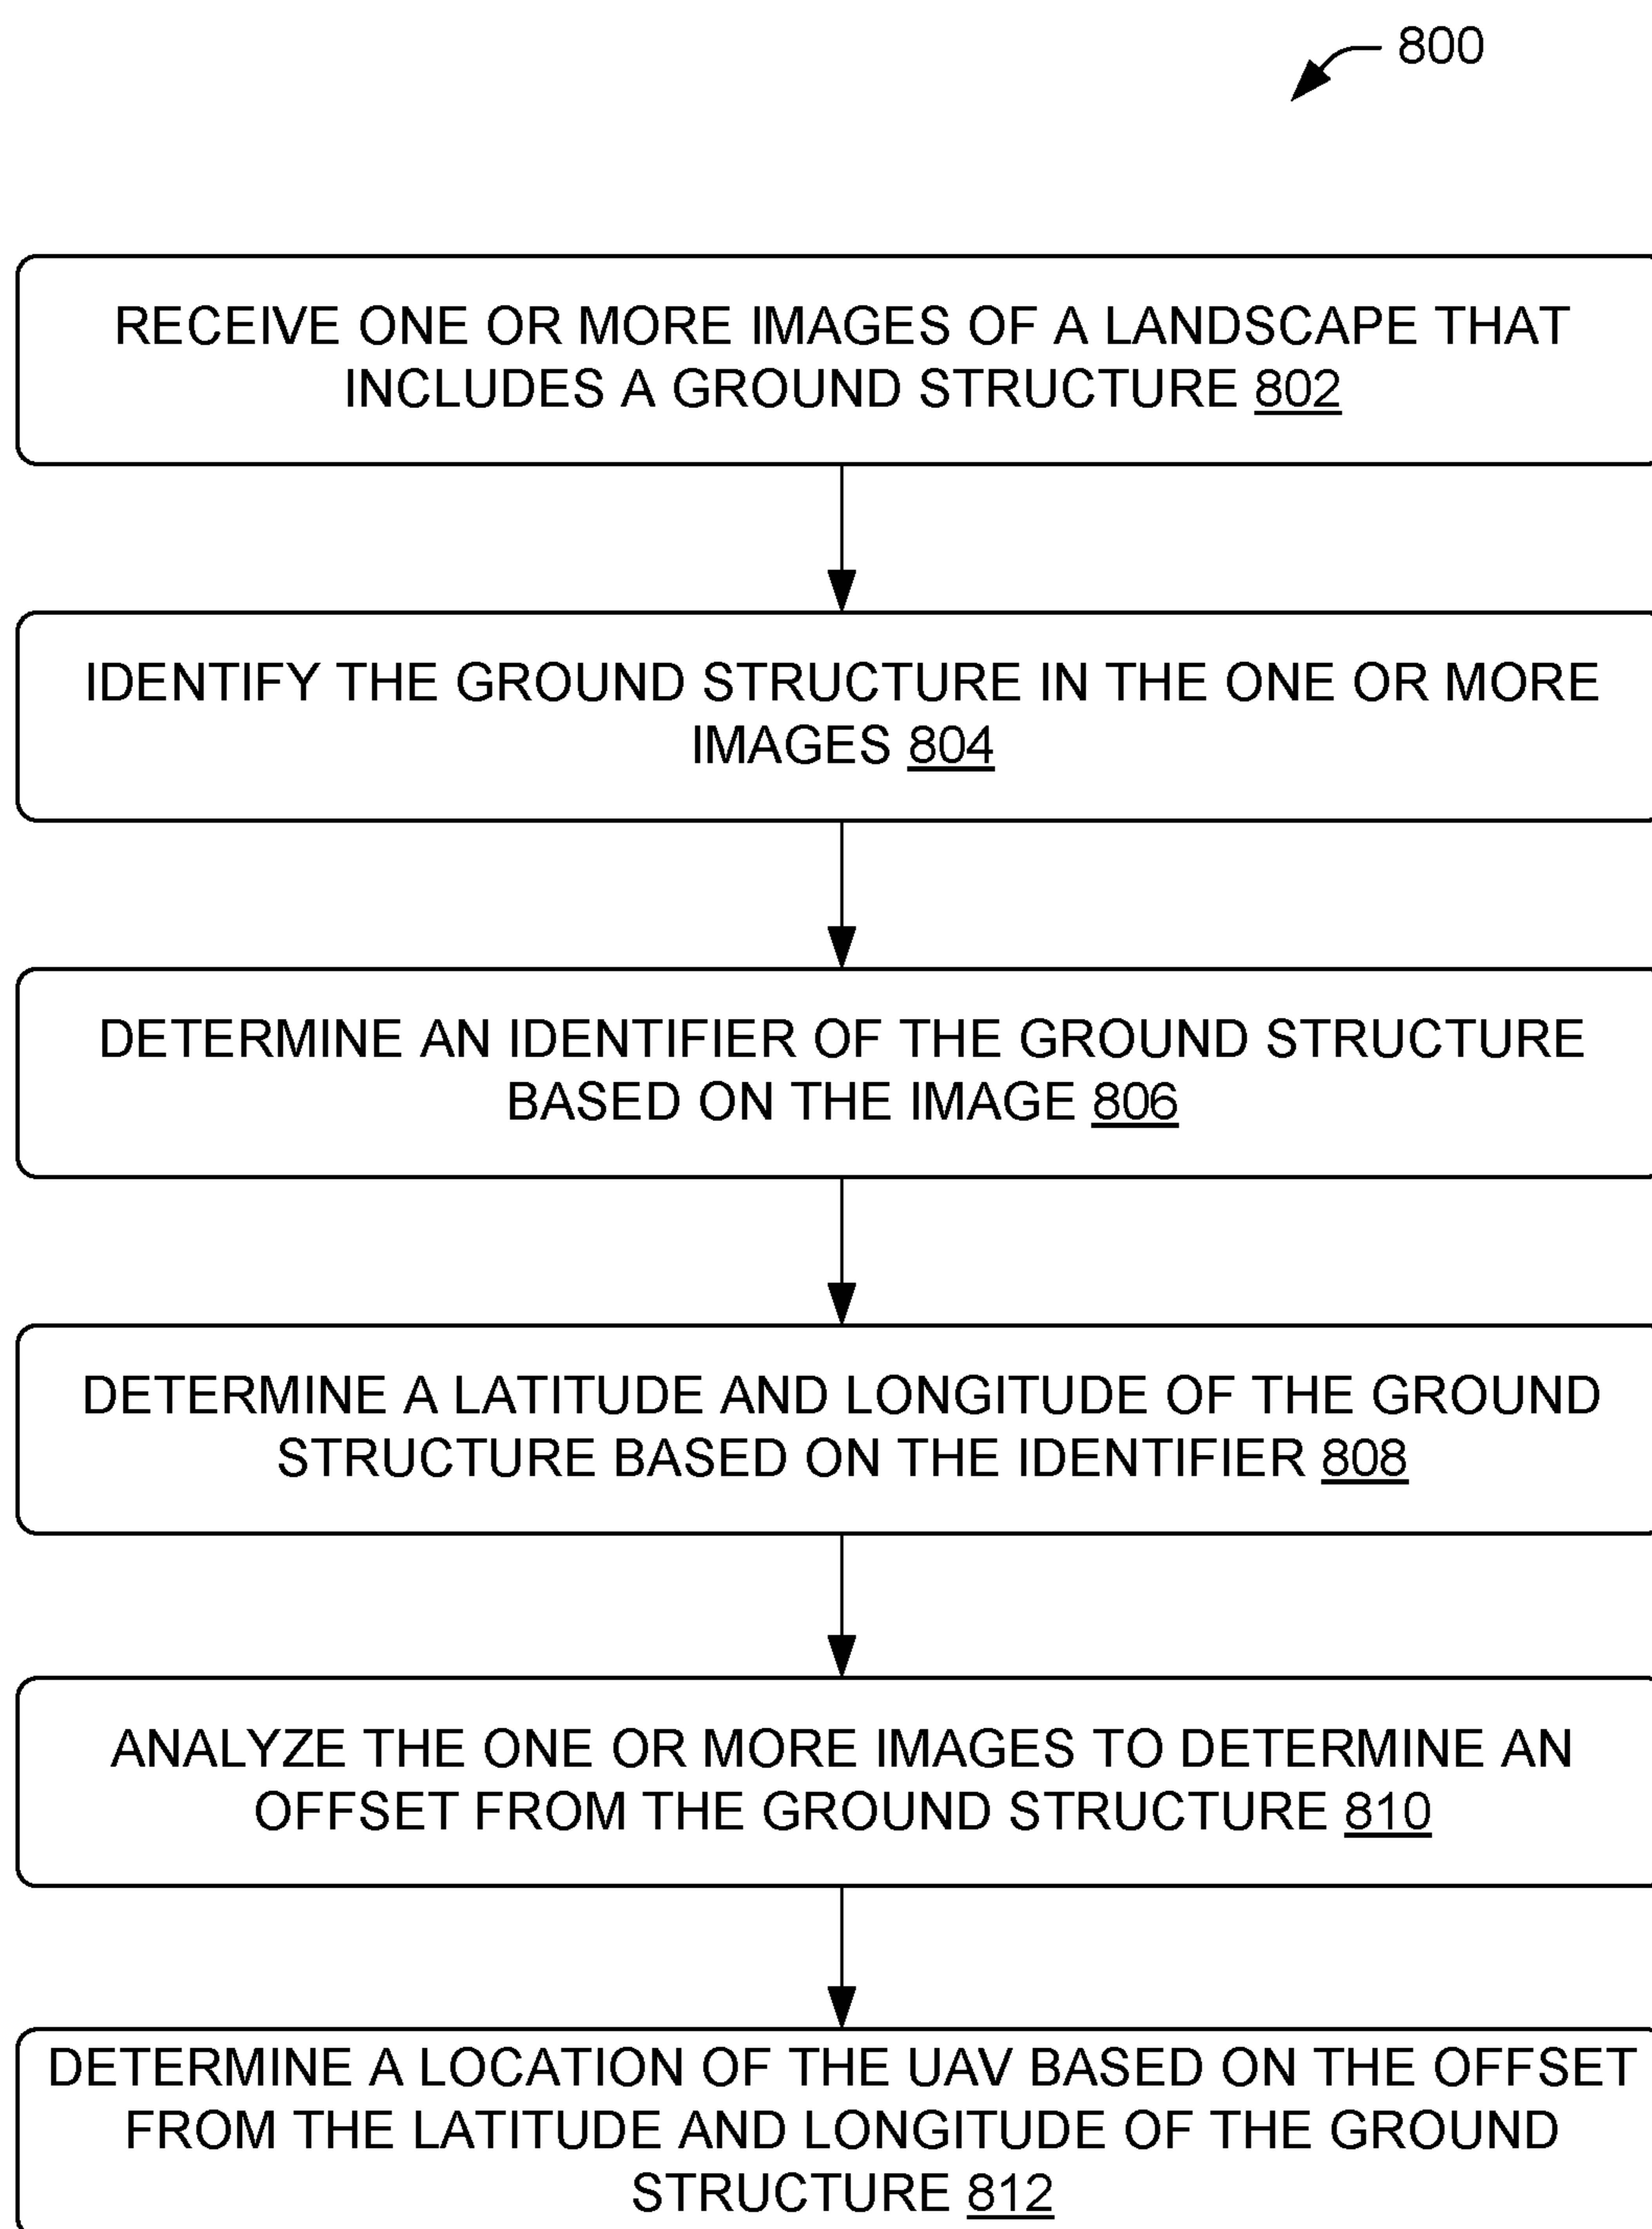 800
RECEIVE ONE OR MORE IMAGES OF A LANDSCAPE THAT
INCLUDES A GROUND STRUCTURE 802
IDENTIFY THE GROUND STRUCTURE IN THE ONE OR MORE
IMAGES 804
DETERMINE AN IDENTIFIER OF THE GROUND STRUCTURE
BASED ON THE IMAGE 806
DETERMINE A LATITUDE AND LONGITUDE OF THE GROUND
STRUCTURE BASED ON THE IDENTIFIER 808
ANALYZE THE ONE OR MORE IMAGES TO DETERMINE AN
OFFSET FROM THE GROUND STRUCTURE 810
DETERMINE A LOCATION OF THE UAV BASED ON THE OFFSET
FROM THE LATITUDE AND LONGITUDE OF THE GROUND
STRUCTURE 812